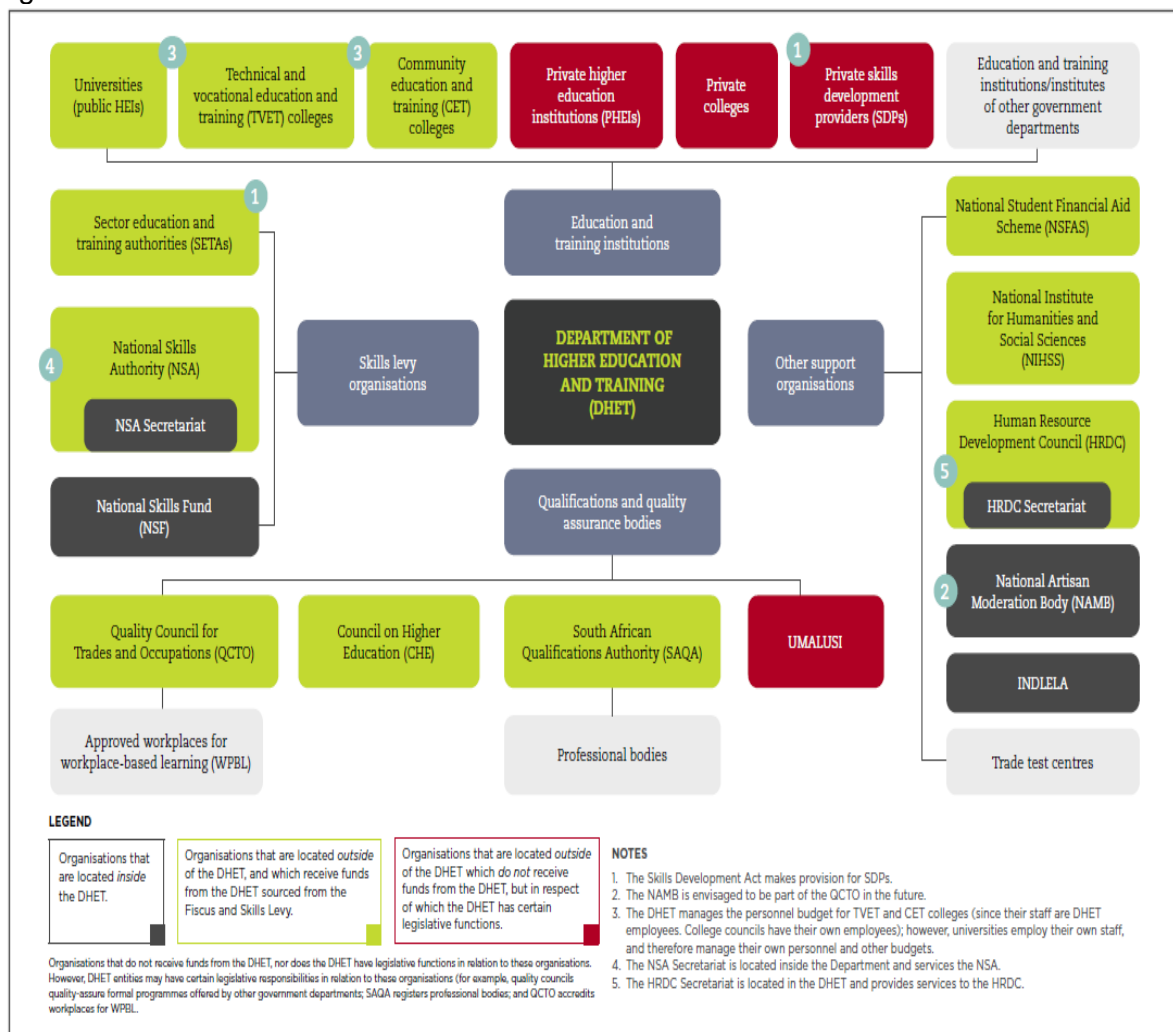 3
3
1
Universities
(public HEIs)
Technical and
vocational education and
training (TVET) colleges
Community
education and
training (CET)
colleges
Private higher
education
institutions (PHEIs)
Private
colleges
Private skills
development
providers (SDPs)
Education and training
institutions/institutes
of other government
departments
1
Sector education and
training authorities (SETAs)
Education and
training institutions
National Student Financial Aid
Scheme (NSFAS)
4
National Skills
Authority (NSA)
NSA Secretariat
Skills levy
organisations
DEPARTMENT OF
HIGHER EDUCATION
AND TRAINING
(DHET)
Other support
organisations
National Institute
for Humanities and
Social Sciences
(NIHSS)
5
Human Resource
Development Council (HRDC)
HRDC Secretariat
National Skills Fund
(NSF)
Qualifications and quality
assurance bodies
2
National Artisan
Moderation Body (NAMB)
Quality Council for
Trades and Occupations (QCTO)
Council on Higher
Education (CHE)
South African
Qualifications Authority (SAQA)
UMALUSI
INDLELA
Approved workplaces for
workplace-based learning (WPBL)
Professional bodies
Trade test centres
LEGEND
Organisations that
are located inside
the DHET.
Organisations that are located outside
of the DHET, and which receive funds
from the DHET sourced from the
Fiscus and Skills Levy.
Organisations that are located outside
of the DHET which do not receive
funds from the DHET, but in respect
of which the DHET has certain
legislative functions.
Organisations that do not receive funds from the DHET, nor does the DHET have legislative functions in relation to these organisations.
However, DHET entities may have certain legislative responsibilities in relation to these organisations (for example, quality councils
quality-assure formal programmes offered by other government departments; SAQA registers professional bodies; and QCTO accredits
workplaces for WPBL.
NOTES
1. The Skills Development Act makes provision for SDPs.
2. The NAMB is envisaged to be part of the QCTO in the future.
3. The DHET manages the personnel budget for TVET and CET colleges (since their staff are DHET
employees. College councils have their own employees); however, universities employ their own staff,
and therefore manage their own personnel and other budgets.
4. The NSA Secretariat is located inside the Department and services the NSA.
5. The HRDC Secretariat is located in the DHET and provides services to the HRDC.